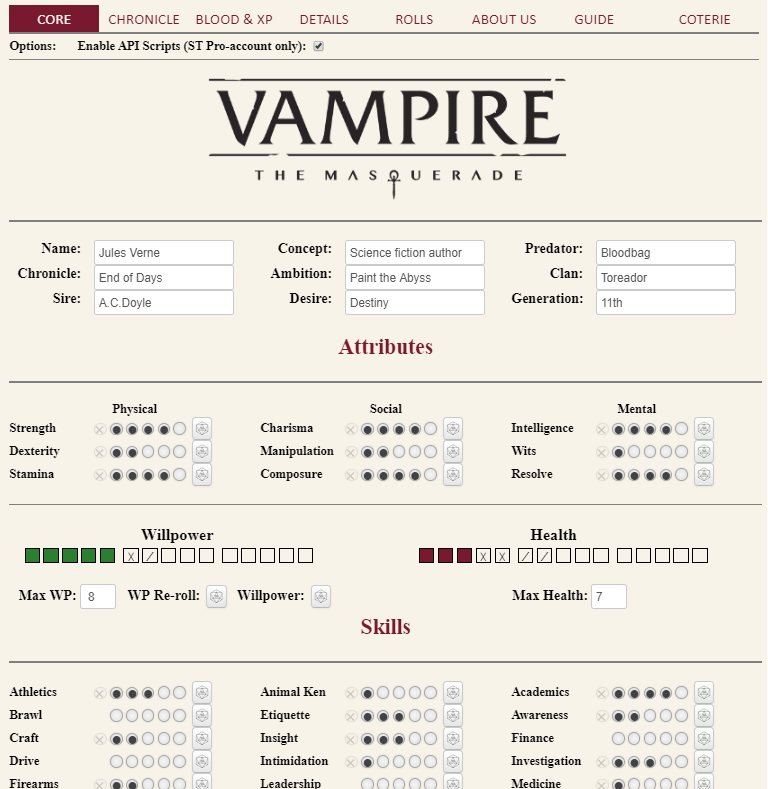 CORE CHRONICLE BLOOD & XP DETAILS ROLLS ABOUT US GUIDE COTERIE
Options: Enable API Scripts (ST Pro-account only):
VAMPIRE
THE MASQUERADE
Name: Jules Verne Concept: Science fiction author Predator: Bloodbag
Chronicle: End of Days Ambition: Paint the Abyss Clan: Toreador
Sire: A.C.Doyle Desire: Destiny Generation: 11th
Attributes
Physical Social Mental
Strength Charisma Intelligence
Dexterity Manipulation Wits
Stamina Composure Resolve
Willpower Health
X / X X / /
Max WP: 8 WP Re-roll: Willpower: Max Health: 7
Skills
Athletics Animal Ken Academics
Brawl Etiquette Awareness
Craft Insight Finance
Drive Intimidation Investigation
Firearms Leadership Medicine